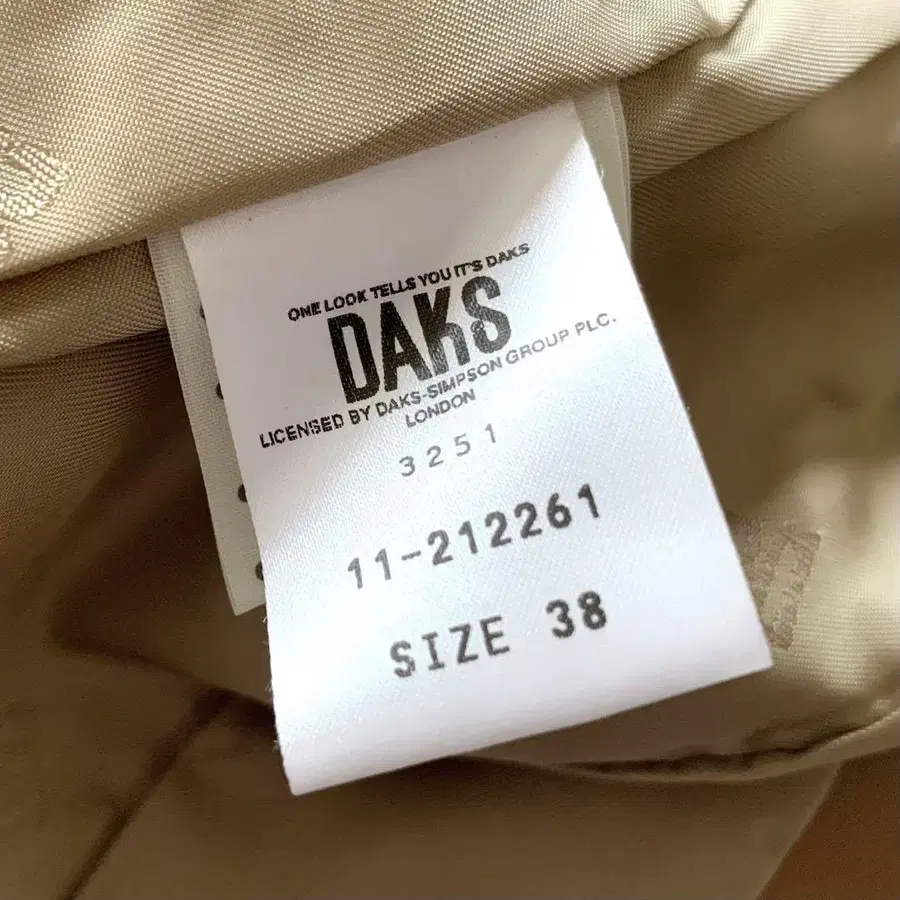 ONE LOOK TELLS YOU IT'S DAKS
DAKS
LICENSED BY DAKS-SIMPSON GROUP PLC.
LONDON
3251
11-212261
SIZE 38